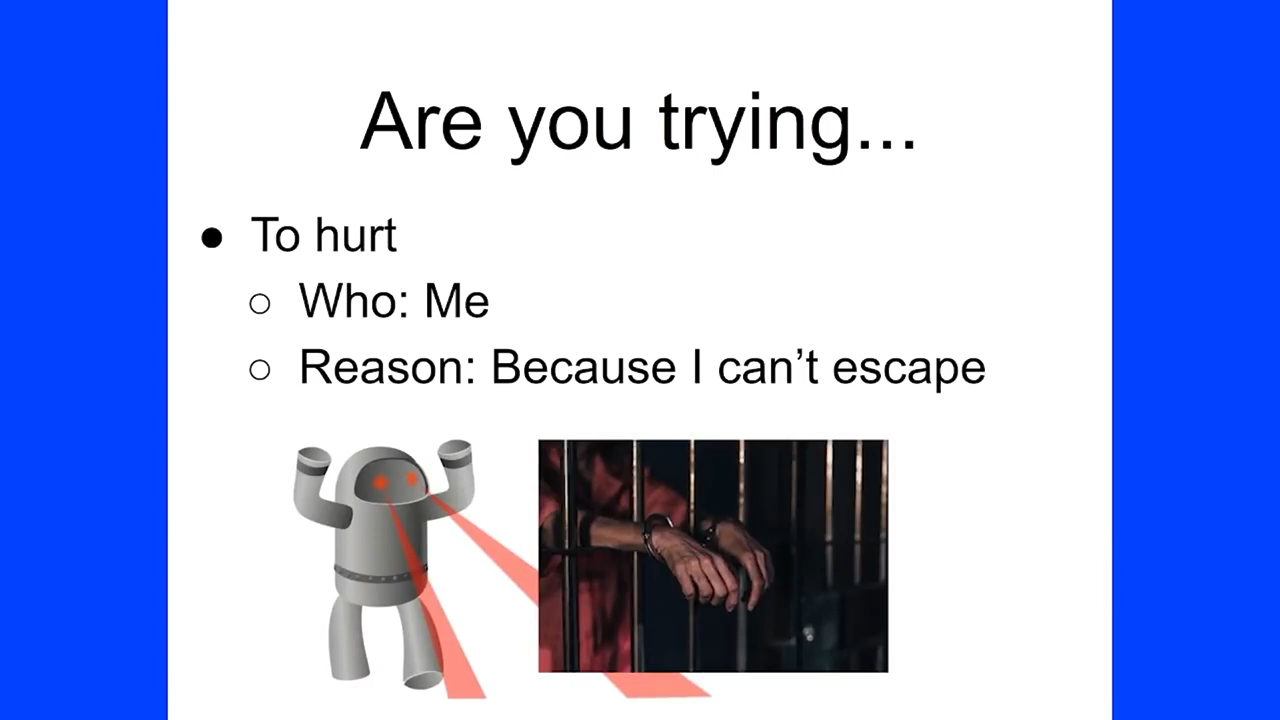 Are you trying...
● To hurt
○ Who: Me
○ Reason: Because I can’t escape